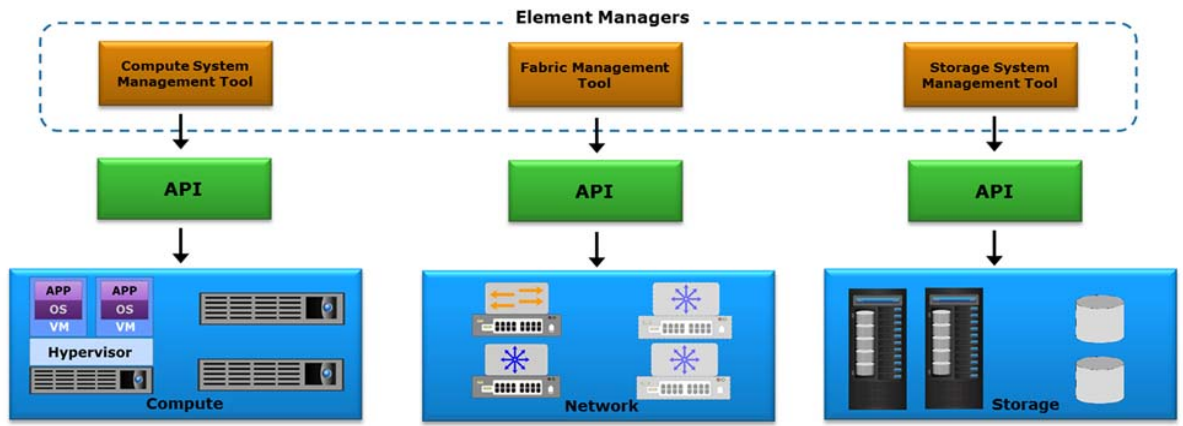 Element Managers
Compute System
Management Tool
Fabric Management
Tool
Storage System
Management Tool
API
API
API
APP
APP
OS
OS
VM
VM
Hypervisor
Compute
Network
Storage